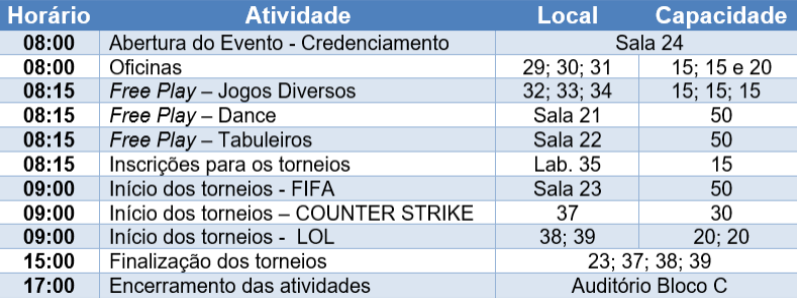 Horário Atividade Local Capacidade
08:00 Abertura do Evento - Credenciamento Sala 24
08:00 Oficinas 29; 30; 31 15; 15 e 20
08:15 Free Play – Jogos Diversos 32; 33; 34 15; 15; 15
08:15 Free Play – Dance Sala 21 50
08:15 Free Play – Tabuleiros Sala 22 50
08:15 Inscrições para os torneios Lab. 35 15
09:00 Início dos torneios - FIFA Sala 23 50
09:00 Início dos torneios – COUNTER STRIKE 37 30
09:00 Início dos torneios - LOL 38; 39 20; 20
15:00 Finalização dos torneios 23; 37; 38; 39
17:00 Encerramento das atividades Auditório Bloco C